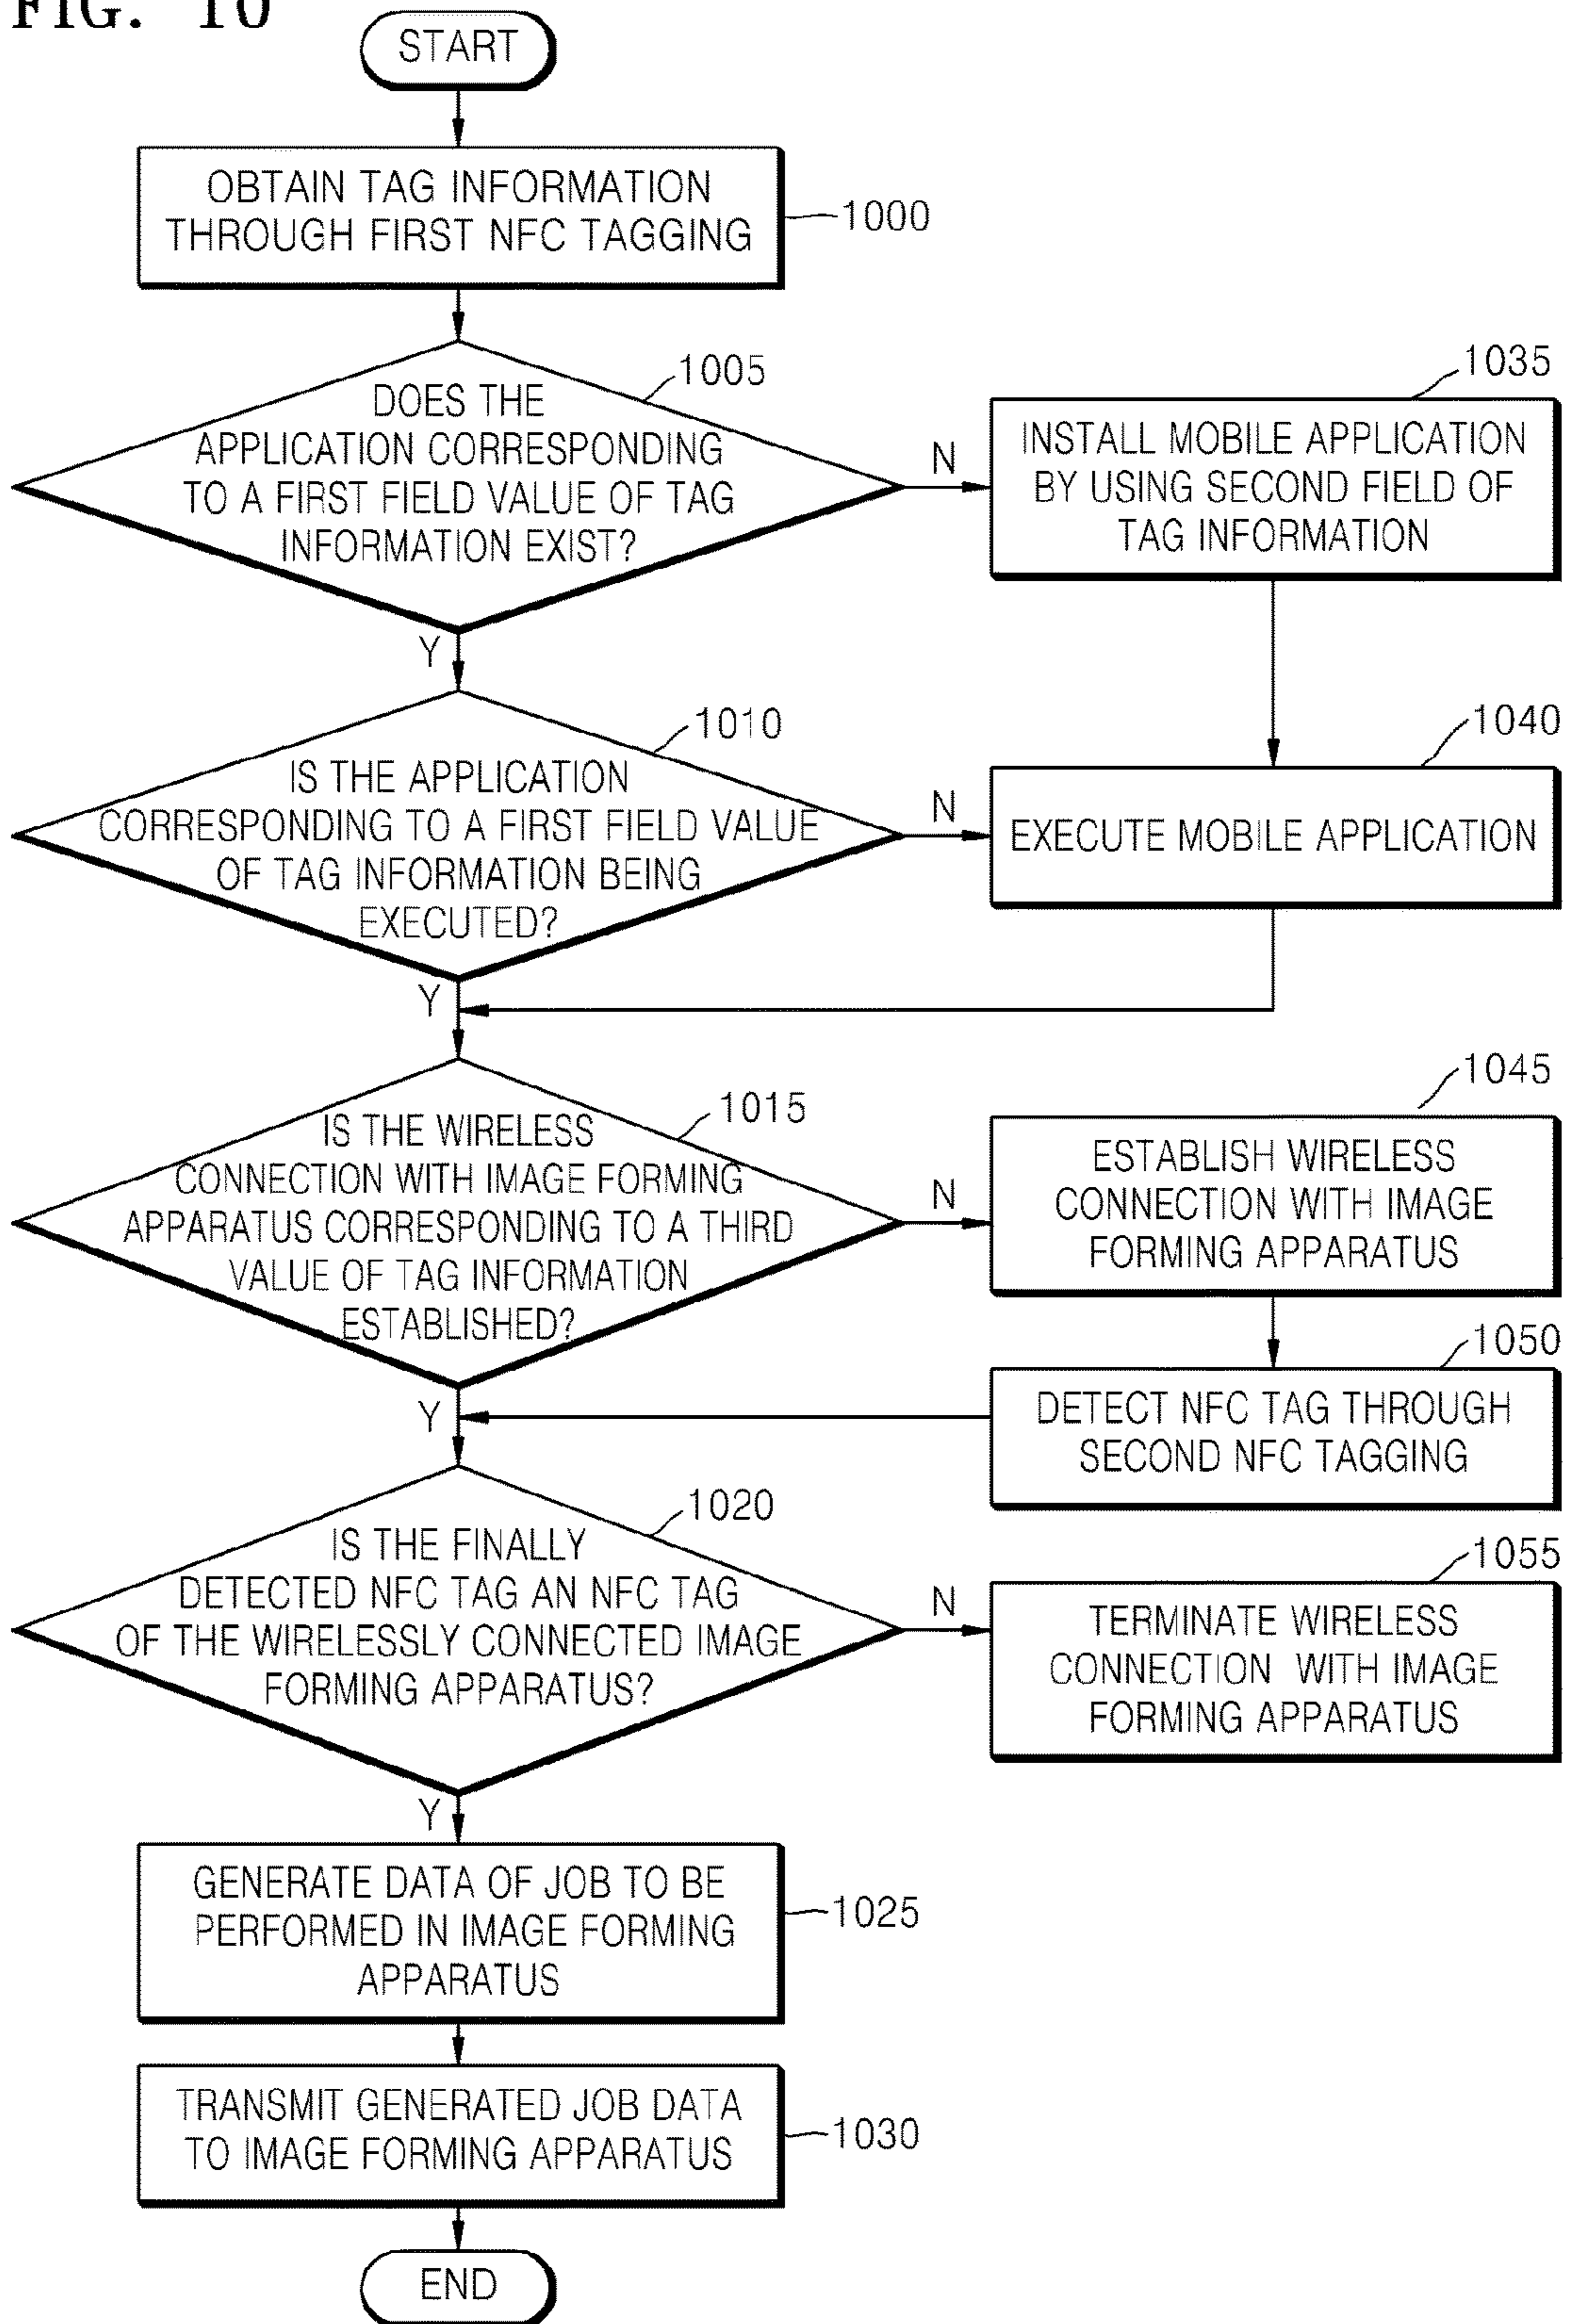 FIG. 10
START
OBTAIN TAG INFORMATION
THROUGH FIRST NFC TAGGING
1000
1005
DOES THE
APPLICATION CORRESPONDING
TO A FIRST FIELD VALUE OF TAG
INFORMATION EXIST?
N
Y
1035
INSTALL MOBILE APPLICATION
BY USING SECOND FIELD OF
TAG INFORMATION
1010
IS THE APPLICATION
CORRESPONDING TO A FIRST FIELD VALUE
OF TAG INFORMATION BEING
EXECUTED?
N
Y
1040
EXECUTE MOBILE APPLICATION
1015
IS THE WIRELESS
CONNECTION WITH IMAGE FORMING
APPARATUS CORRESPONDING TO A THIRD
VALUE OF TAG INFORMATION
ESTABLISHED?
N
Y
1045
ESTABLISH WIRELESS
CONNECTION WITH IMAGE
FORMING APPARATUS
1050
DETECT NFC TAG THROUGH
SECOND NFC TAGGING
1020
IS THE FINALLY
DETECTED NFC TAG AN NFC TAG
OF THE WIRELESSLY CONNECTED IMAGE
FORMING APPARATUS?
N
Y
1055
TERMINATE WIRELESS
CONNECTION WITH IMAGE
FORMING APPARATUS
GENERATE DATA OF JOB TO BE
PERFORMED IN IMAGE FORMING
APPARATUS
1025
TRANSMIT GENERATED JOB DATA
TO IMAGE FORMING APPARATUS
1030
END